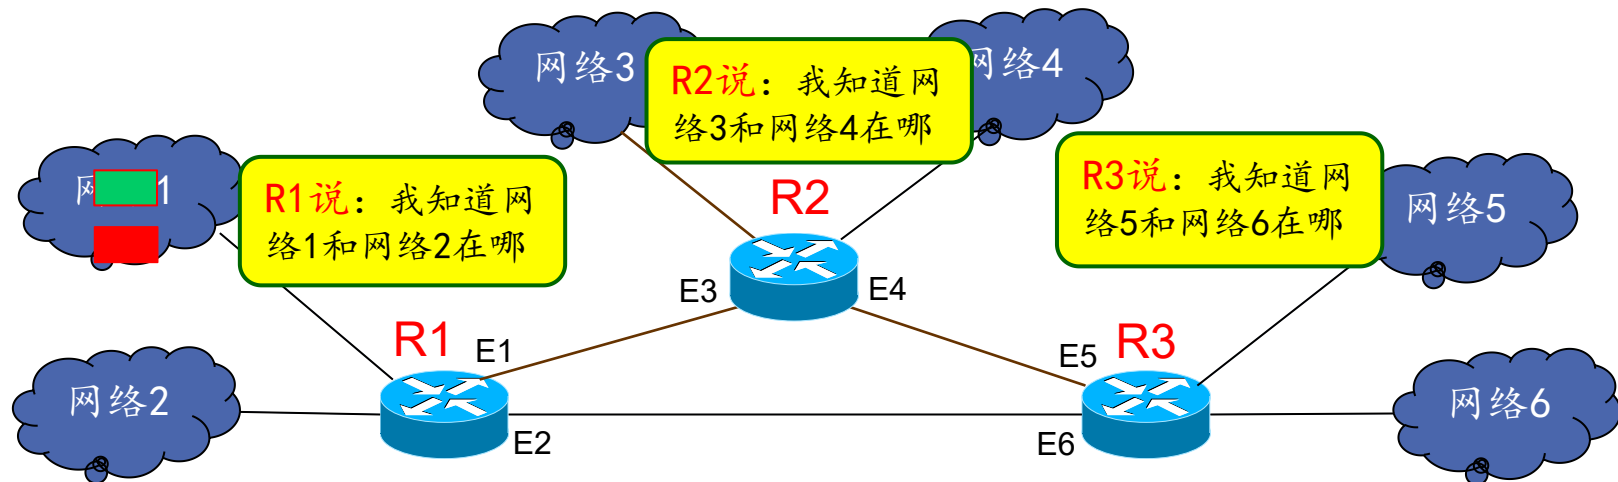 网络3
R2说：我知道网
络3和网络4在哪
网络4
网 1
R1说：我知道网
络1和网络2在哪
R2
R3说：我知道网
络5和网络6在哪
网络5
E3
E4
R1
E1
E5
R3
网络2
E2
E6
网络6